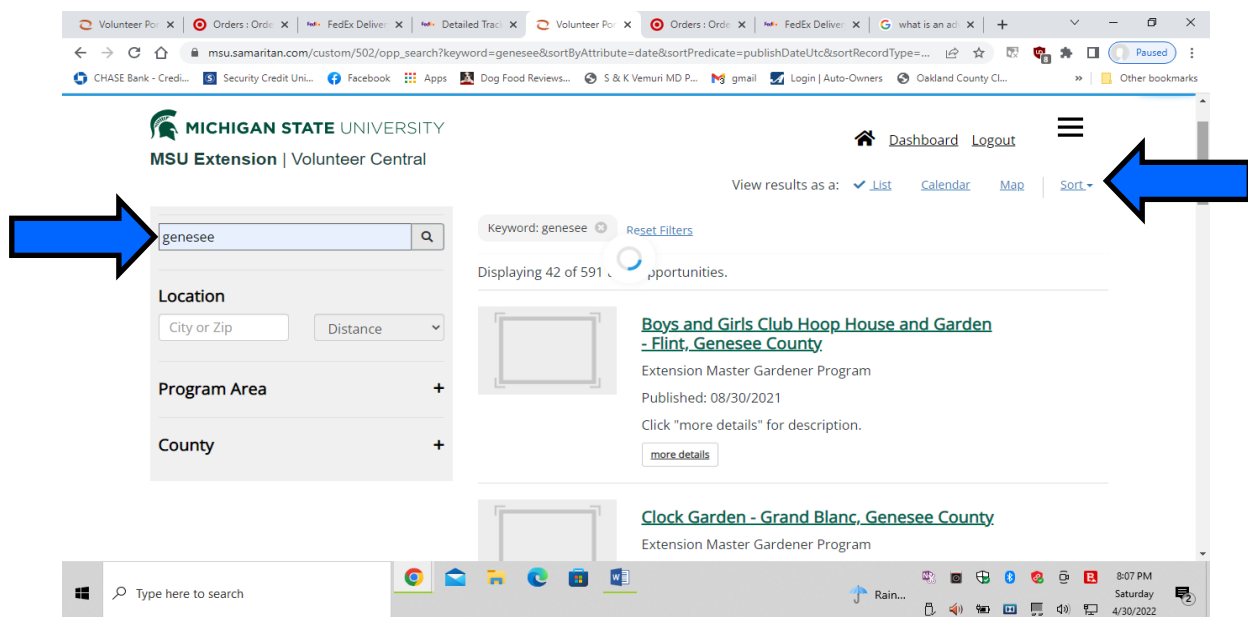 Volunteer Por
Orders : Orde
FedEx Deliver
Detailed Track
Volunteer Por
Orders : Orde
FedEx Deliver
what is an ad
msu.samaritan.com/custom/502/opp_search?keyword=genesee&sortByAttribute=date&sortPredicate=publishDateUtc&sortRecordType=... Paused
CHASE Bank - Credi... Security Credit Uni... Facebook Apps Dog Food Reviews... S & K Vemuri MD P... gmail Login | Auto-Owners Oakland County Cl... » Other bookmarks
MICHIGAN STATE UNIVERSITY
MSU Extension | Volunteer Central
Dashboard Logout
View results as a: List Calendar Map Sort
genesee
Location
City or Zip Distance
Program Area +
County +
Keyword: genesee Reset Filters
Displaying 42 of 591 opportunities.
Boys and Girls Club Hoop House and Garden
- Flint, Genesee County
Extension Master Gardener Program
Published: 08/30/2021
Click "more details" for description.
more details
Clock Garden - Grand Blanc, Genesee County
Extension Master Gardener Program
Type here to search
Rain...
8:07 PM
Saturday
4/30/2022
2